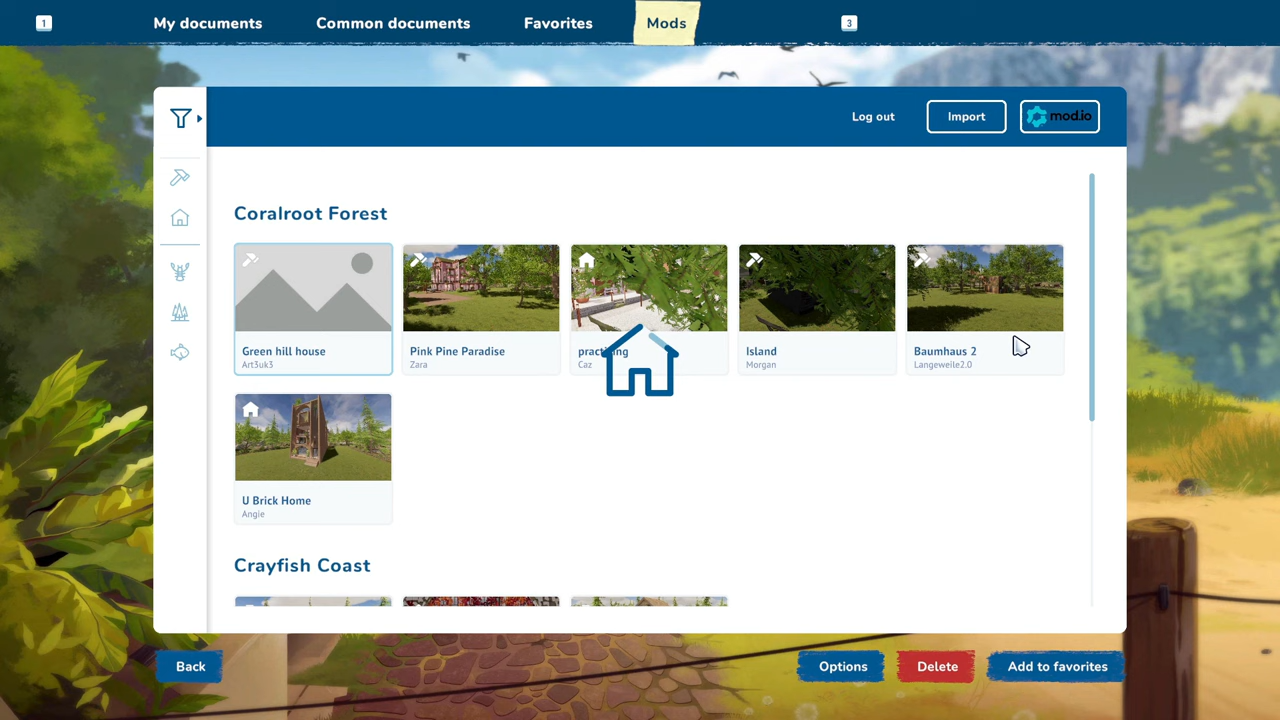 1
My documents
Common documents
Favorites
Mods
3
Log out
Import
mod.io
Coralroot Forest
Green hill house
Art3uk3
Pink Pine Paradise
Zara
practicing
Caz
Island
Morgan
Baumhaus 2
Langeweile2.0
U Brick Home
Angie
Crayfish Coast
Back
Options
Delete
Add to favorites